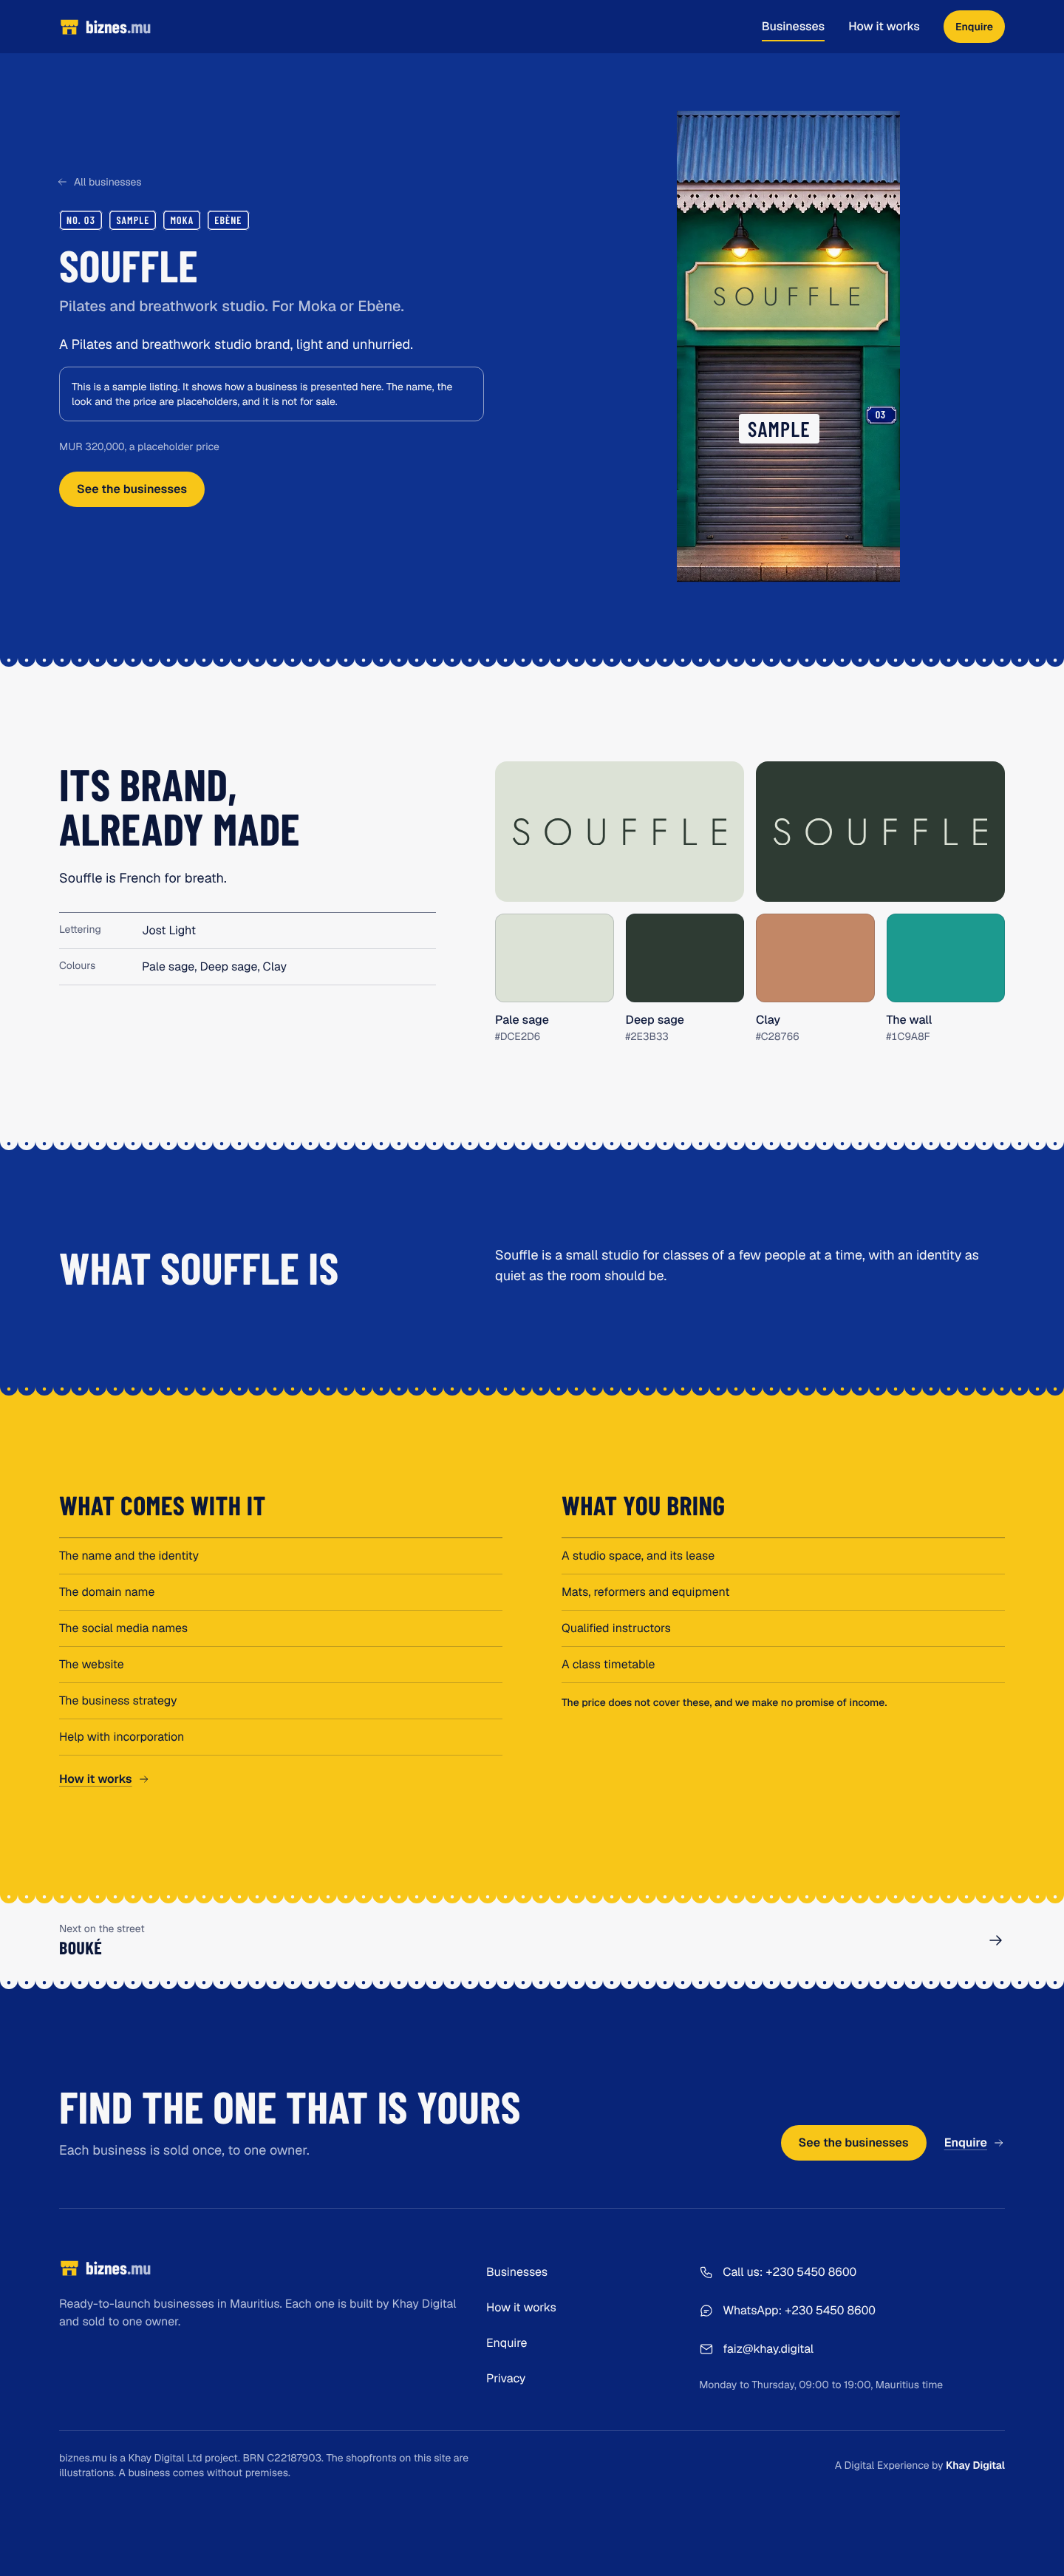 biznes.mu
Businesses
How it works
Enquire
All businesses
NO. 03
SAMPLE
MOKA
EBÈNE
SOUFFLE
Pilates and breathwork studio. For Moka or Ebène.
A Pilates and breathwork studio brand, light and unhurried.
This is a sample listing. It shows how a business is presented here. The name, the
look and the price are placeholders, and it is not for sale.
MUR 320,000, a placeholder price
See the businesses
SOUFFLE
SAMPLE
03
ITS BRAND,
ALREADY MADE
Souffle is French for breath.
Lettering
Jost Light
Colours
Pale sage, Deep sage, Clay
SOUFFLE
SOUFFLE
Pale sage
#DCE2D6
Deep sage
#2E3B33
Clay
#C28766
The wall
#1C9A8F
WHAT SOUFFLE IS
Souffle is a small studio for classes of a few people at a time, with an identity as
quiet as the room should be.
WHAT COMES WITH IT
The name and the identity
The domain name
The social media names
The website
The business strategy
Help with incorporation
How it works
WHAT YOU BRING
A studio space, and its lease
Mats, reformers and equipment
Qualified instructors
A class timetable
The price does not cover these, and we make no promise of income.
Next on the street
BOUKÉ
FIND THE ONE THAT IS YOURS
Each business is sold once, to one owner.
See the businesses
Enquire
biznes.mu
Ready-to-launch businesses in Mauritius. Each one is built by Khay Digital
and sold to one owner.
Businesses
How it works
Enquire
Privacy
Call us: +230 5450 8600
WhatsApp: +230 5450 8600
faiz@khay.digital
Monday to Thursday, 09:00 to 19:00, Mauritius time
biznes.mu is a Khay Digital Ltd project. BRN C22187903. The shopfronts on this site are
illustrations. A business comes without premises.
A Digital Experience by Khay Digital